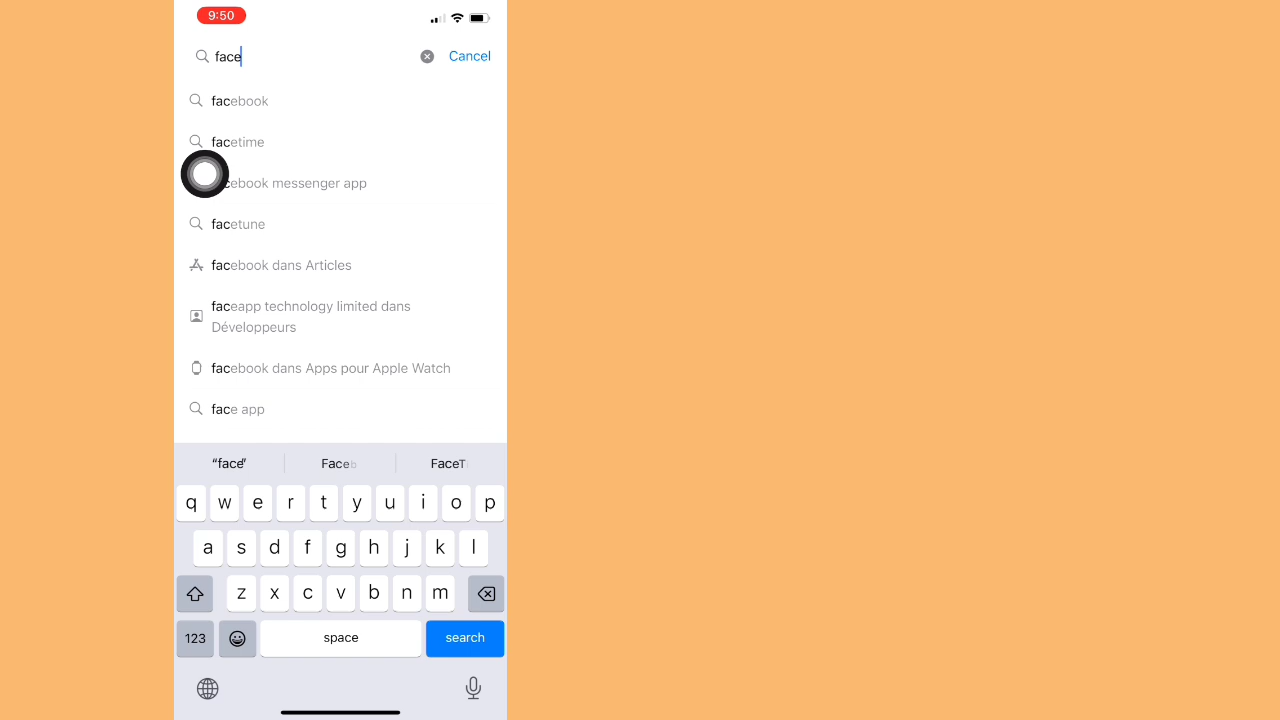 9:50
face
Cancel
facebook
facetime
cebook messenger app
facetune
facebook dans Articles
faceapp technology limited dans
Développeurs
facebook dans Apps pour Apple Watch
face app
“face” Faceb FaceT
q w e r t y u i o p
a s d f g h j k l
z x c v b n m
123 space search